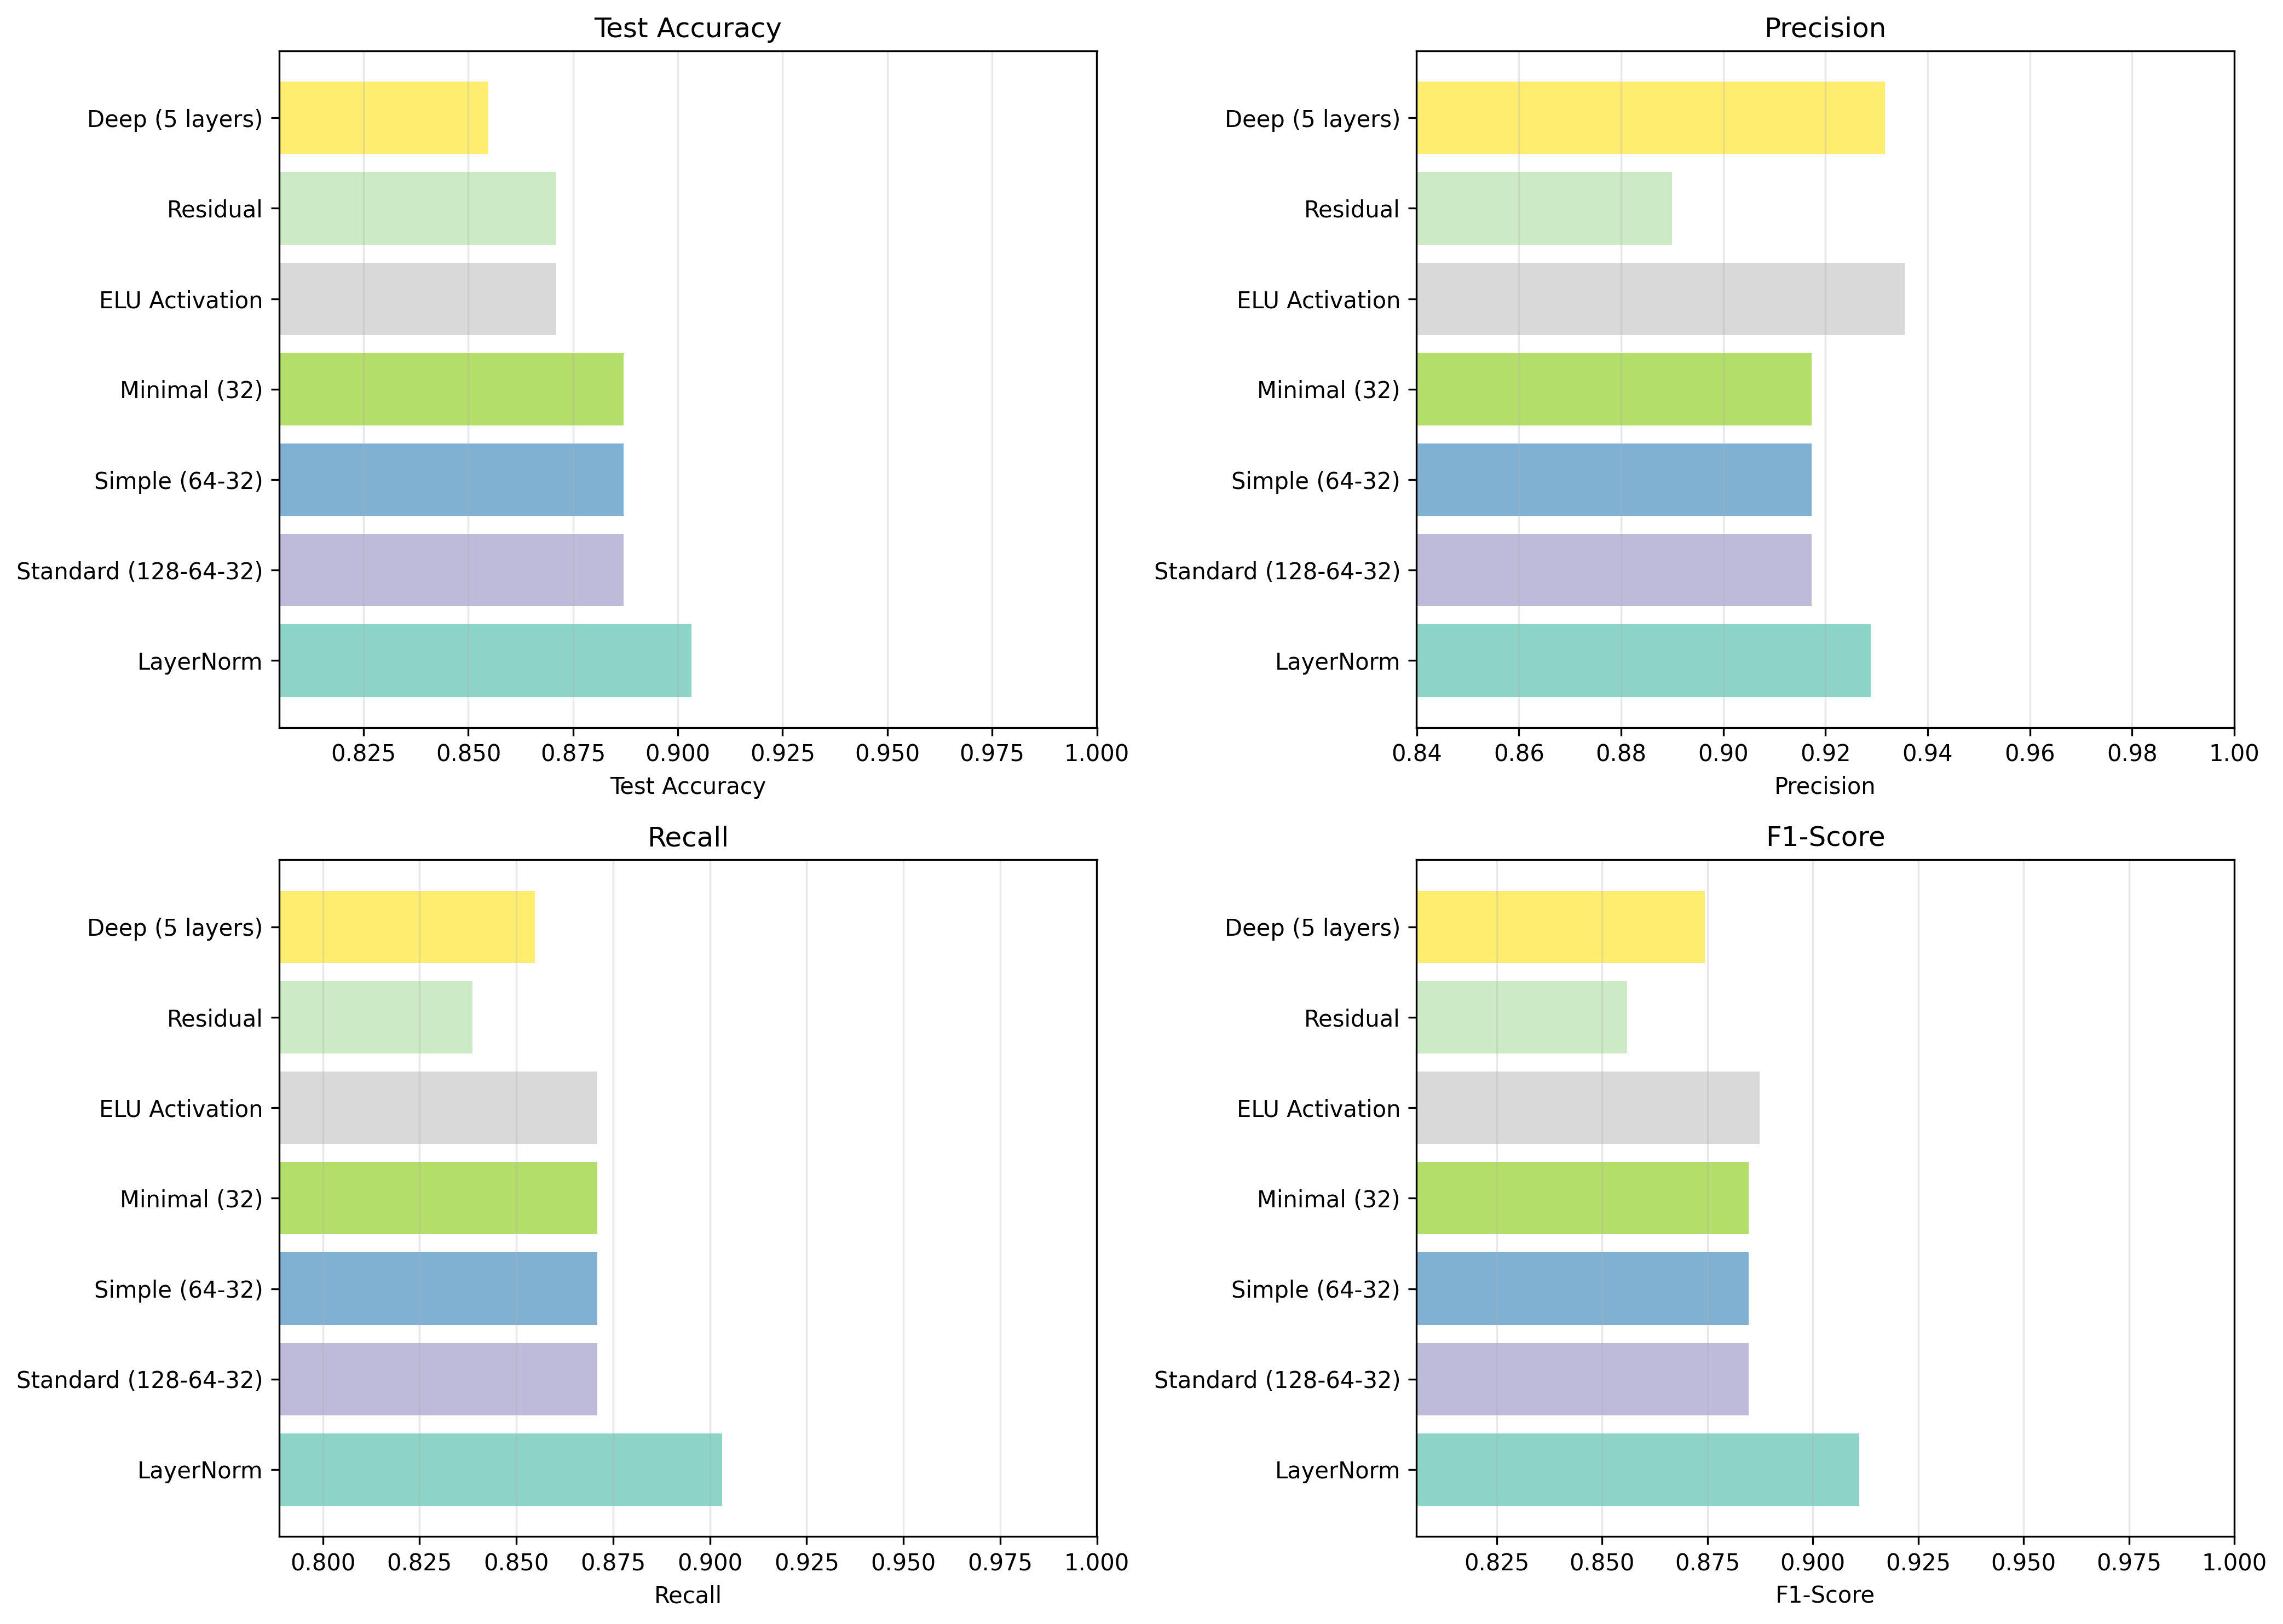 Test Accuracy
Deep (5 layers)
Residual
ELU Activation
Minimal (32)
Simple (64-32)
Standard (128-64-32)
LayerNorm
0.825 0.850 0.875 0.900 0.925 0.950 0.975 1.000
Test Accuracy
Precision
Deep (5 layers)
Residual
ELU Activation
Minimal (32)
Simple (64-32)
Standard (128-64-32)
LayerNorm
0.84 0.86 0.88 0.90 0.92 0.94 0.96 0.98 1.00
Precision
Recall
Deep (5 layers)
Residual
ELU Activation
Minimal (32)
Simple (64-32)
Standard (128-64-32)
LayerNorm
0.800 0.825 0.850 0.875 0.900 0.925 0.950 0.975 1.000
Recall
F1-Score
Deep (5 layers)
Residual
ELU Activation
Minimal (32)
Simple (64-32)
Standard (128-64-32)
LayerNorm
0.825 0.850 0.875 0.900 0.925 0.950 0.975 1.000
F1-Score